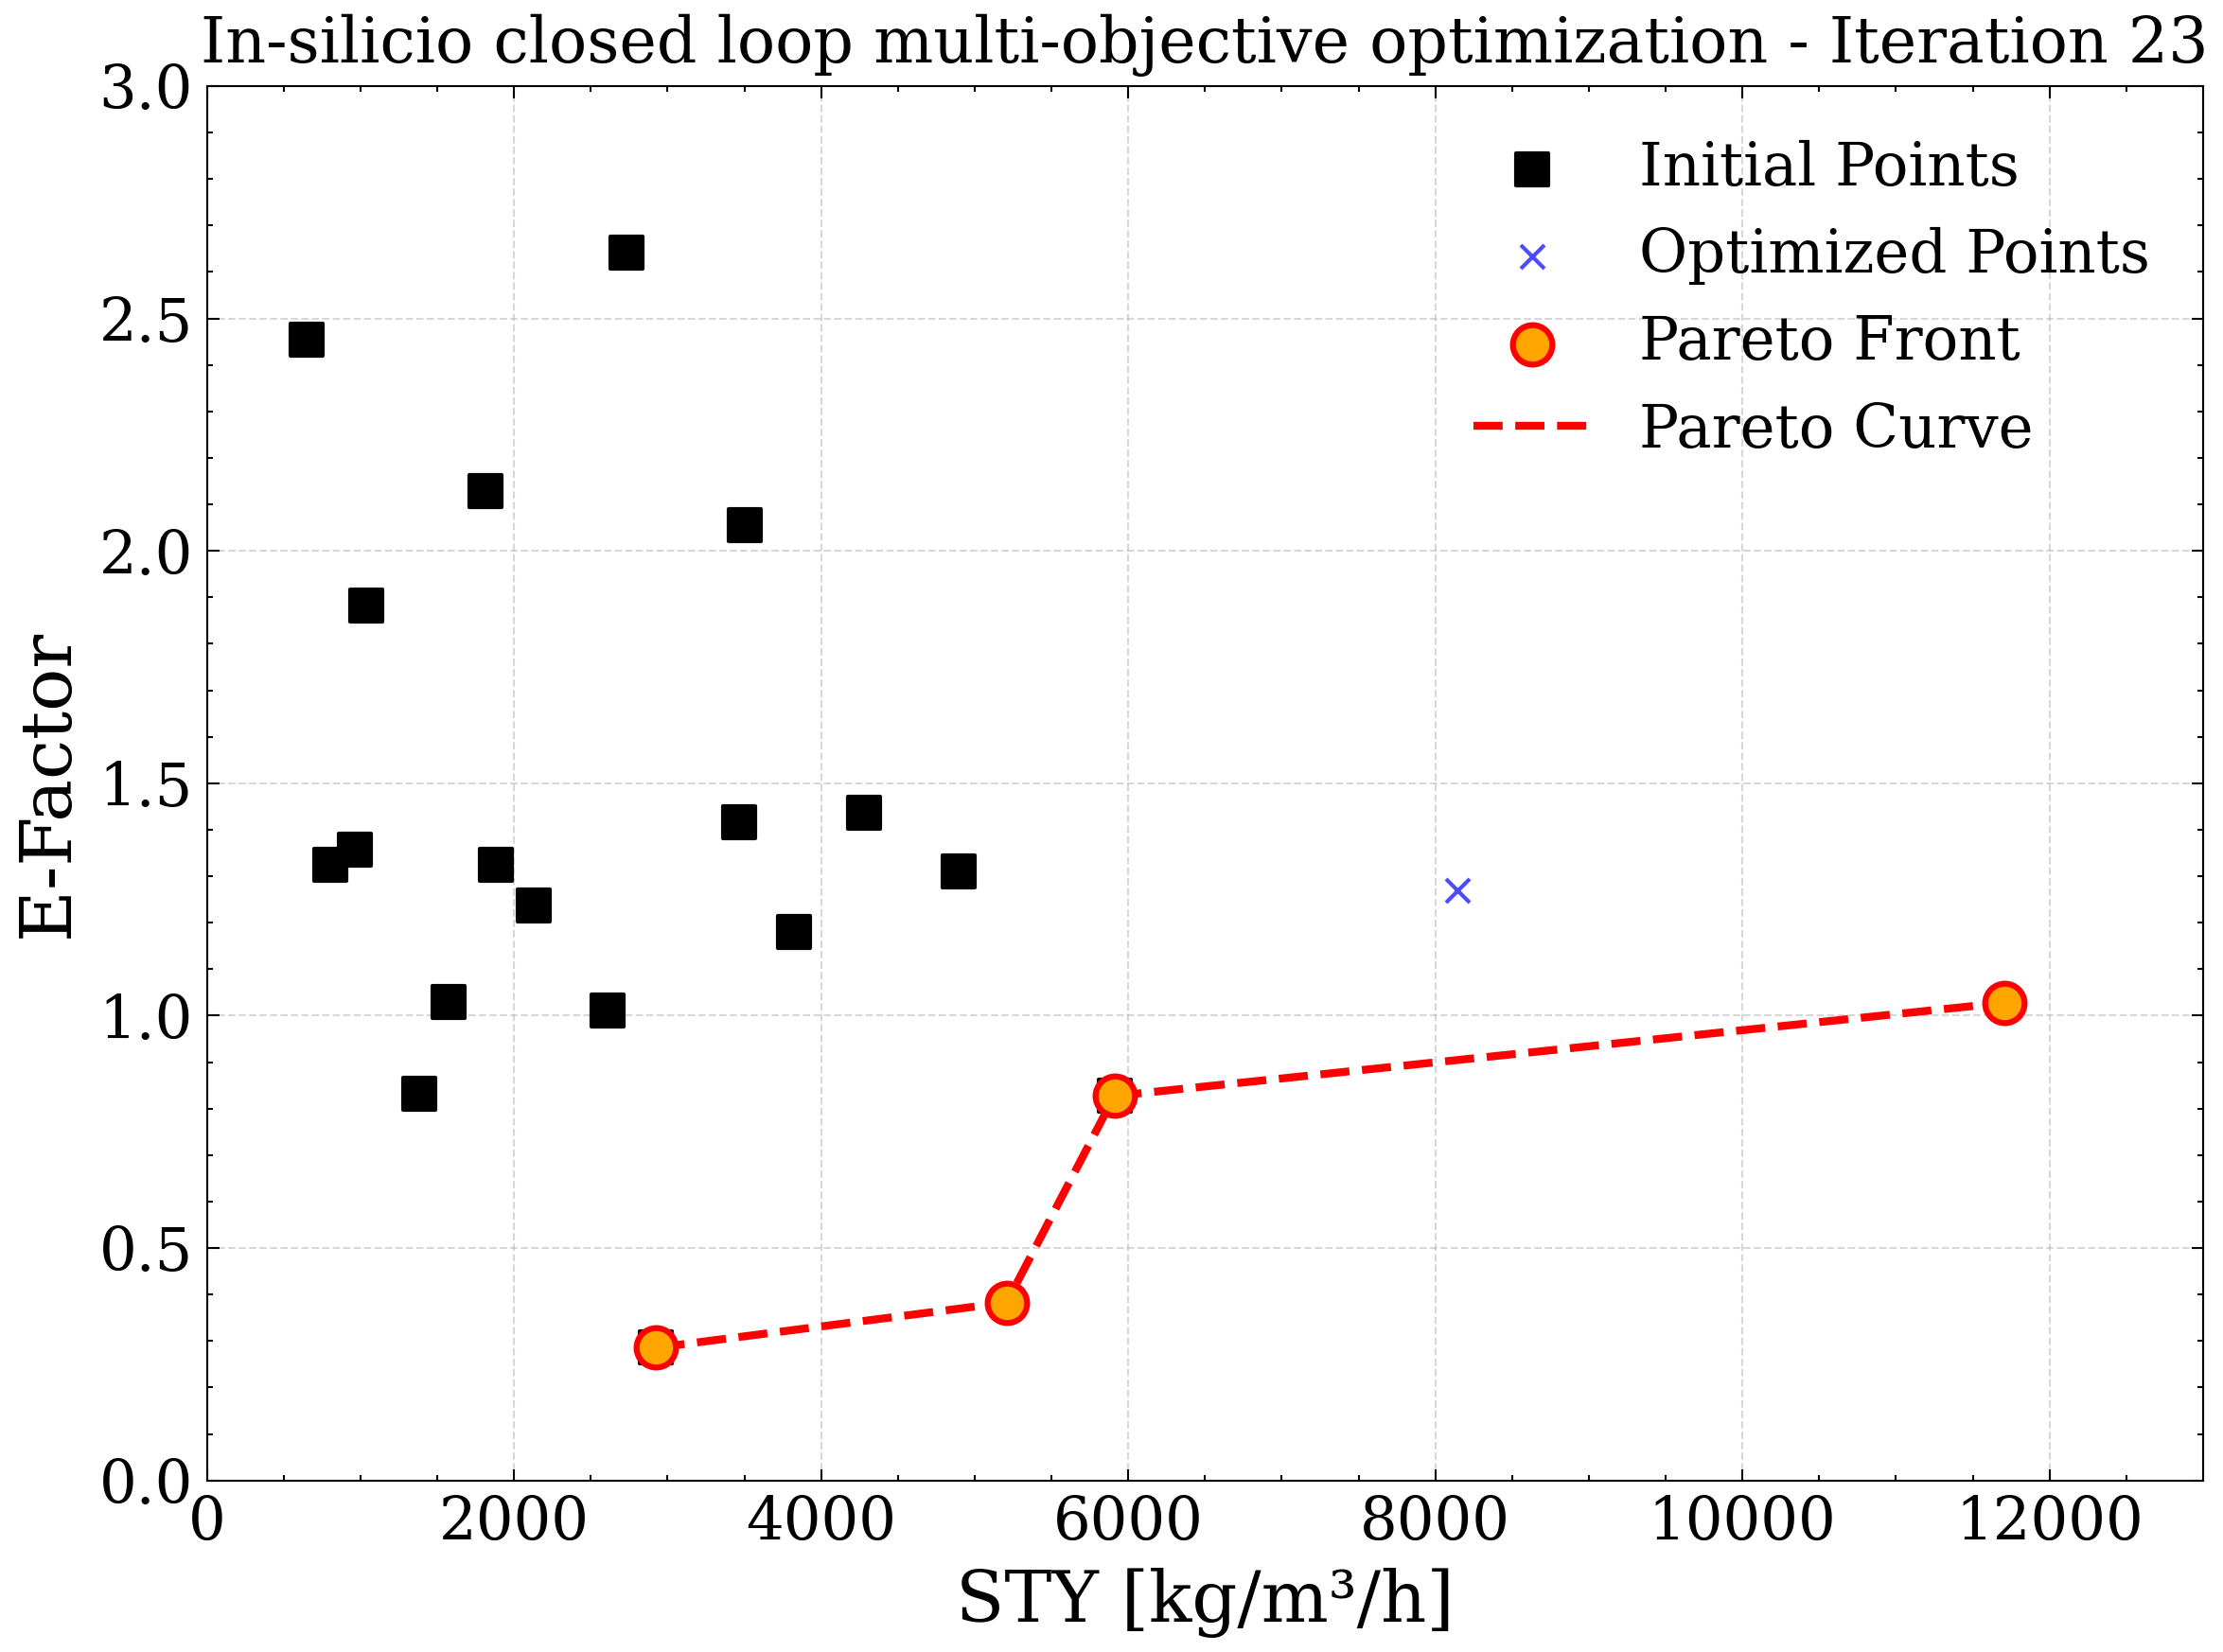 In-silicio closed loop multi-objective optimization - Iteration 23
3.0
2.5
2.0
1.5
1.0
0.5
0.0
E-Factor
Initial Points
Optimized Points
Pareto Front
Pareto Curve
0 2000 4000 6000 8000 10000 12000
STY [kg/m³/h]